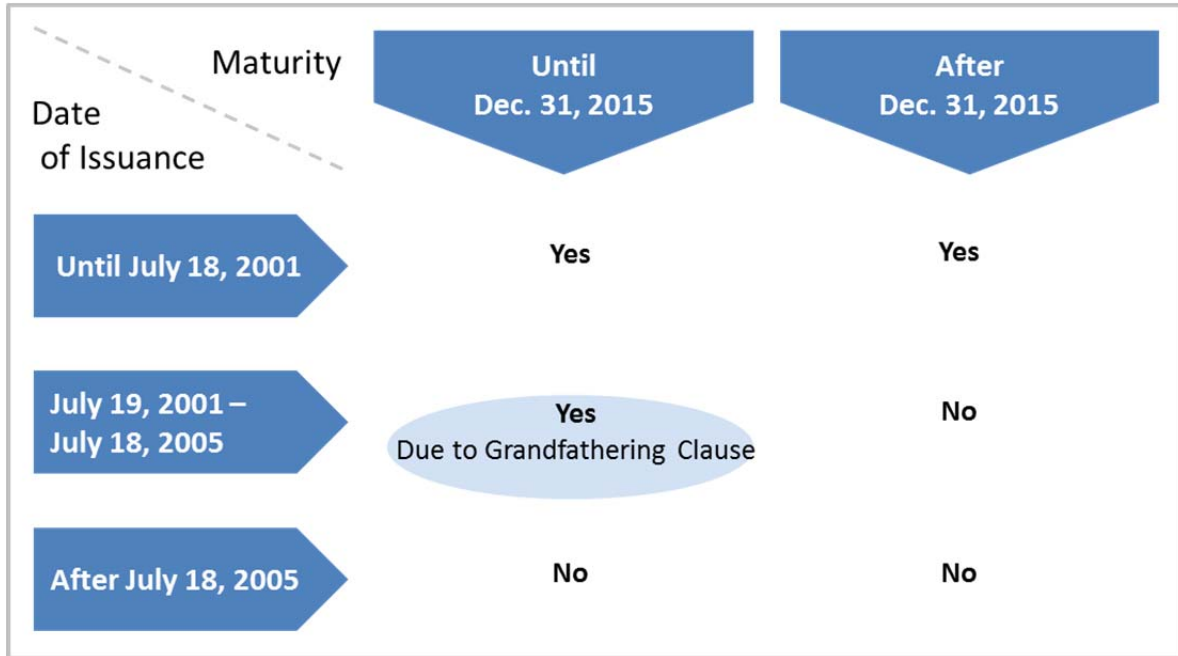 Maturity
Date
of Issuance
Until
Dec. 31, 2015
After
Dec. 31, 2015
Until July 18, 2001
Yes
Yes
July 19, 2001 –
July 18, 2005
Yes
Due to Grandfathering Clause
No
After July 18, 2005
No
No